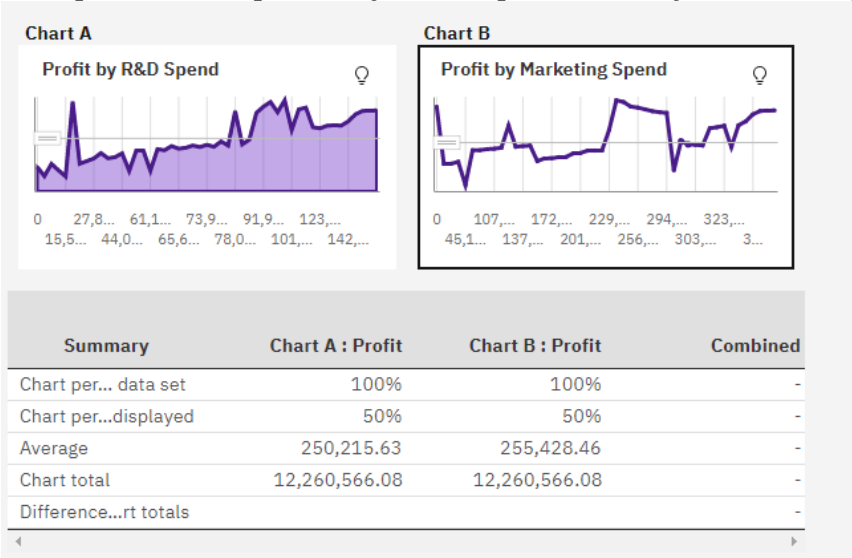 Chart A
Chart B
Profit by R&D Spend
Profit by Marketing Spend
0 27,8... 61,1... 73,9... 91,9... 123,...
15,5... 44,0... 65,6... 78,0... 101,... 142,...
0 107,... 172,... 229,... 294,... 323,...
45,1... 137,... 201,... 256,... 303,... 3...
Summary Chart A : Profit Chart B : Profit Combined
Chart per... data set 100% 100% -
Chart per...displayed 50% 50% -
Average 250,215.63 255,428.46 -
Chart total 12,260,566.08 12,260,566.08 -
Difference...rt totals -